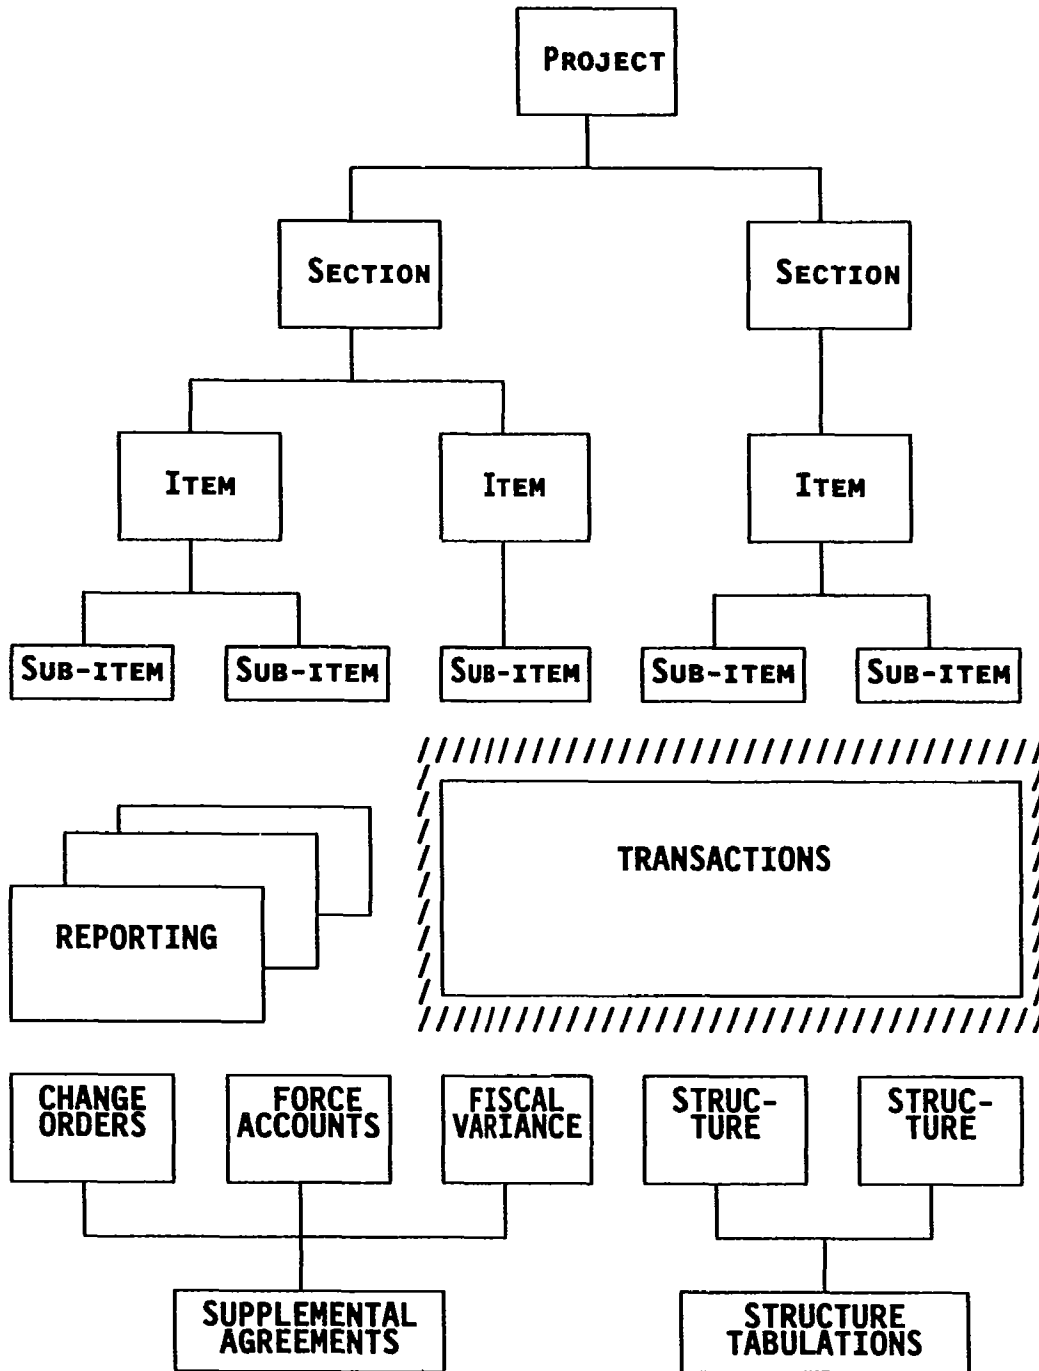 PROJECT
SECTION SECTION
ITEM ITEM ITEM
SUB-ITEM SUB-ITEM SUB-ITEM SUB-ITEM SUB-ITEM
TRANSACTIONS
REPORTING
CHANGE
ORDERS
FORCE
ACCOUNTS
FISCAL
VARIANCE
STRUC-
TURE
STRUC-
TURE
SUPPLEMENTAL
AGREEMENTS
STRUCTURE
TABULATIONS